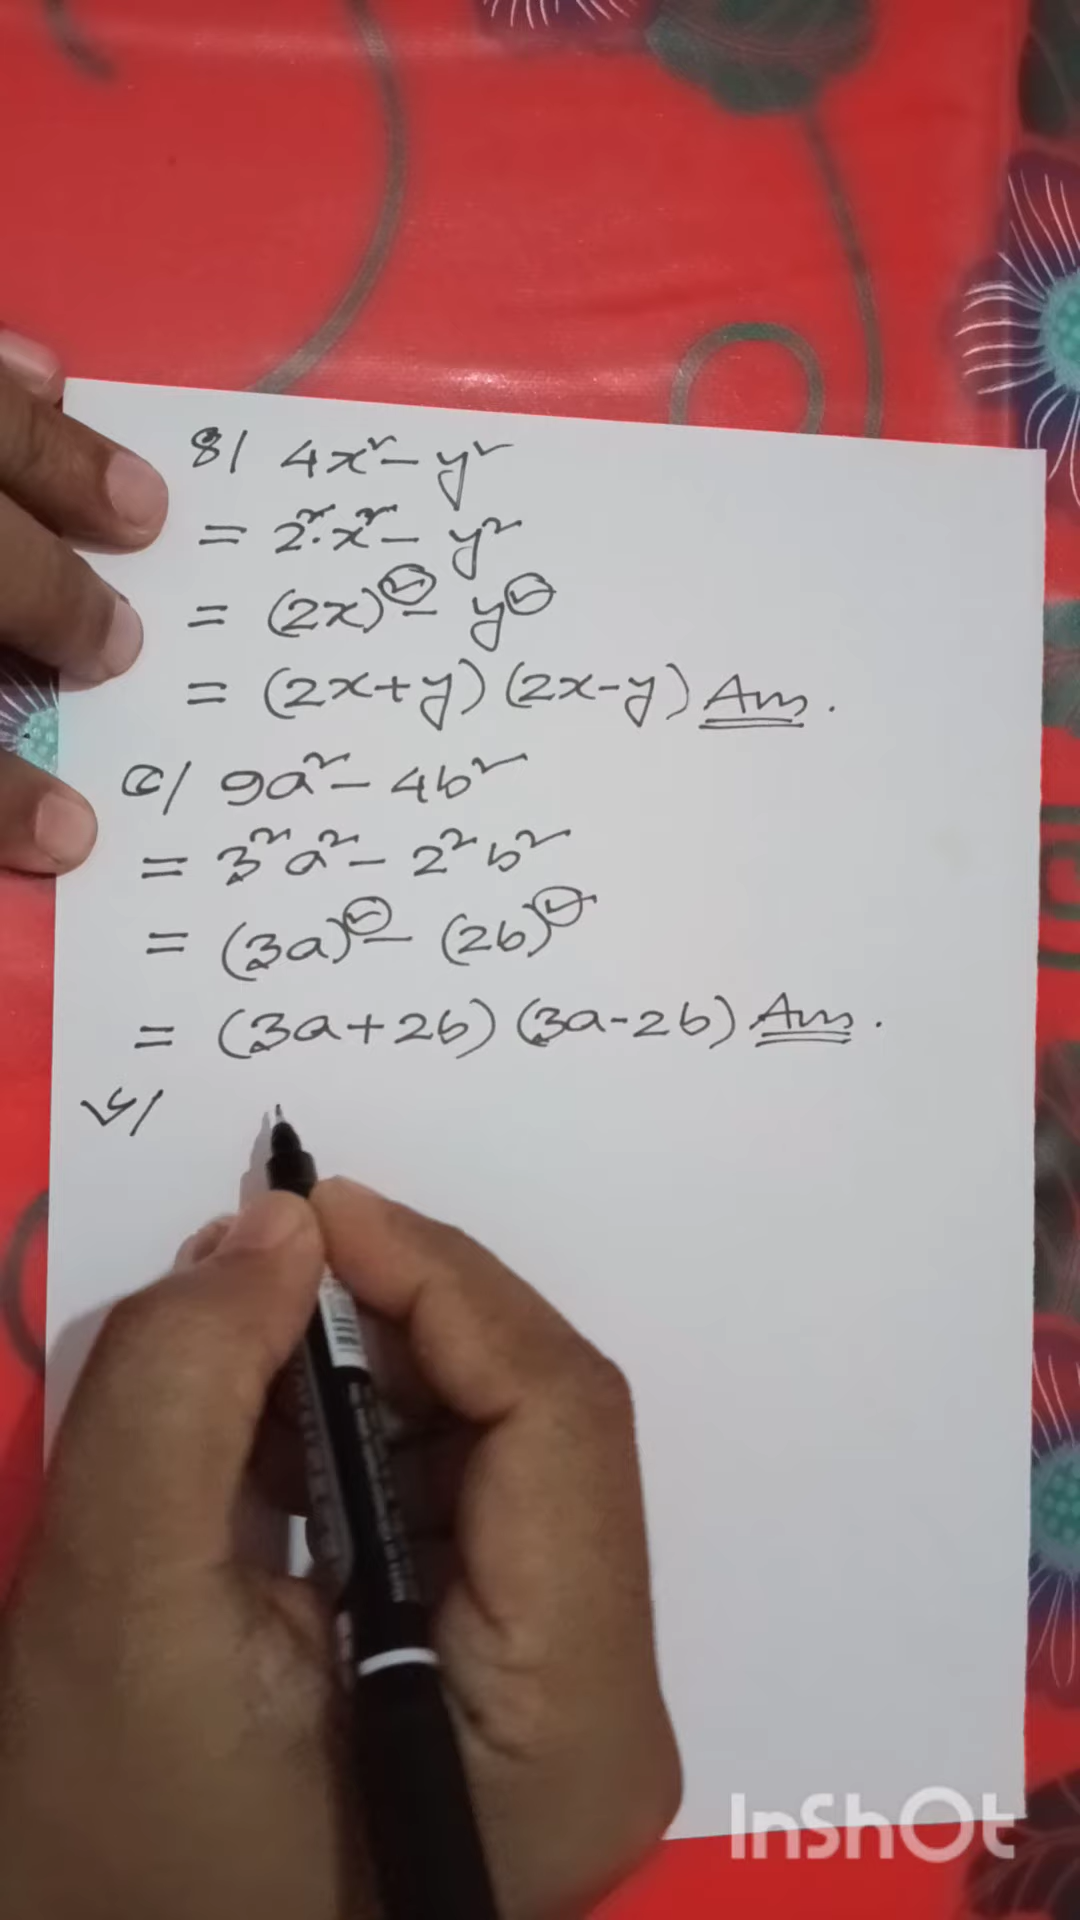 ৪/ 4x² - y²
= 2²·x² - y²
= (2x)² - y²
= (2x+y) (2x-y) Ans.
৫/ 9a² - 4b²
= 3²a² - 2²b²
= (3a)² - (2b)²
= (3a+2b) (3a-2b) Ans.
৬/
InShOt